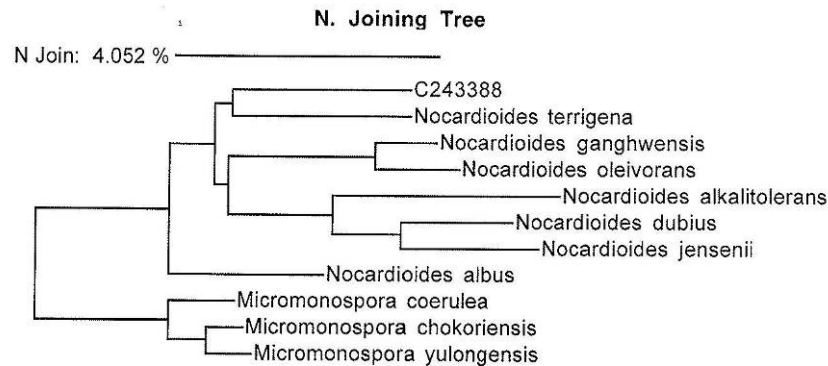 N. Joining Tree
N Join: 4.052 %
C243388
Nocardioides terrigena
Nocardioides ganghwensis
Nocardioides oleivorans
Nocardioides alkalitolerans
Nocardioides dubius
Nocardioides jensenii
Nocardioides albus
Micromonospora coerulea
Micromonospora chokoriensis
Micromonospora yulongensis